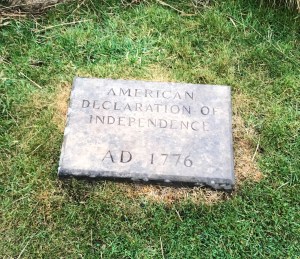 AMERICAN
DECLARATION OF
INDEPENDENCE
AD 1776